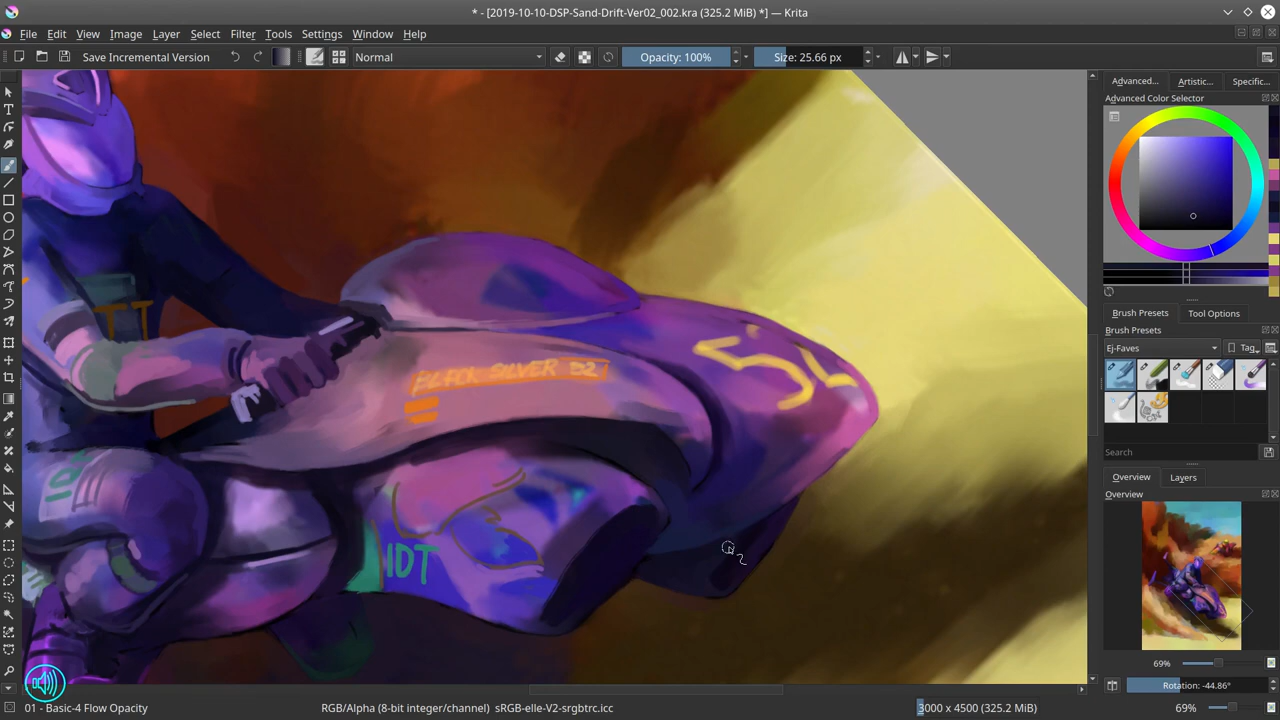 * - [2019-10-10-DSP-Sand-Drift-Ver02_002.kra (325.2 MiB) *] — Krita
File Edit View Image Layer Select Filter Tools Settings Window Help
Save Incremental Version Normal Opacity: 100% Size: 25.66 px
Advanced... Artistic... Specific...
Advanced Color Selector
Brush Presets Tool Options
Brush Presets
Ej-Faves Tag
Search
Overview Layers
Overview
69%
Rotation: -44.86°
BLACK SILVER D2
IDT
01 - Basic-4 Flow Opacity RGB/Alpha (8-bit integer/channel) sRGB-elle-V2-srgbtrc.icc 3000 x 4500 (325.2 MiB) 69%